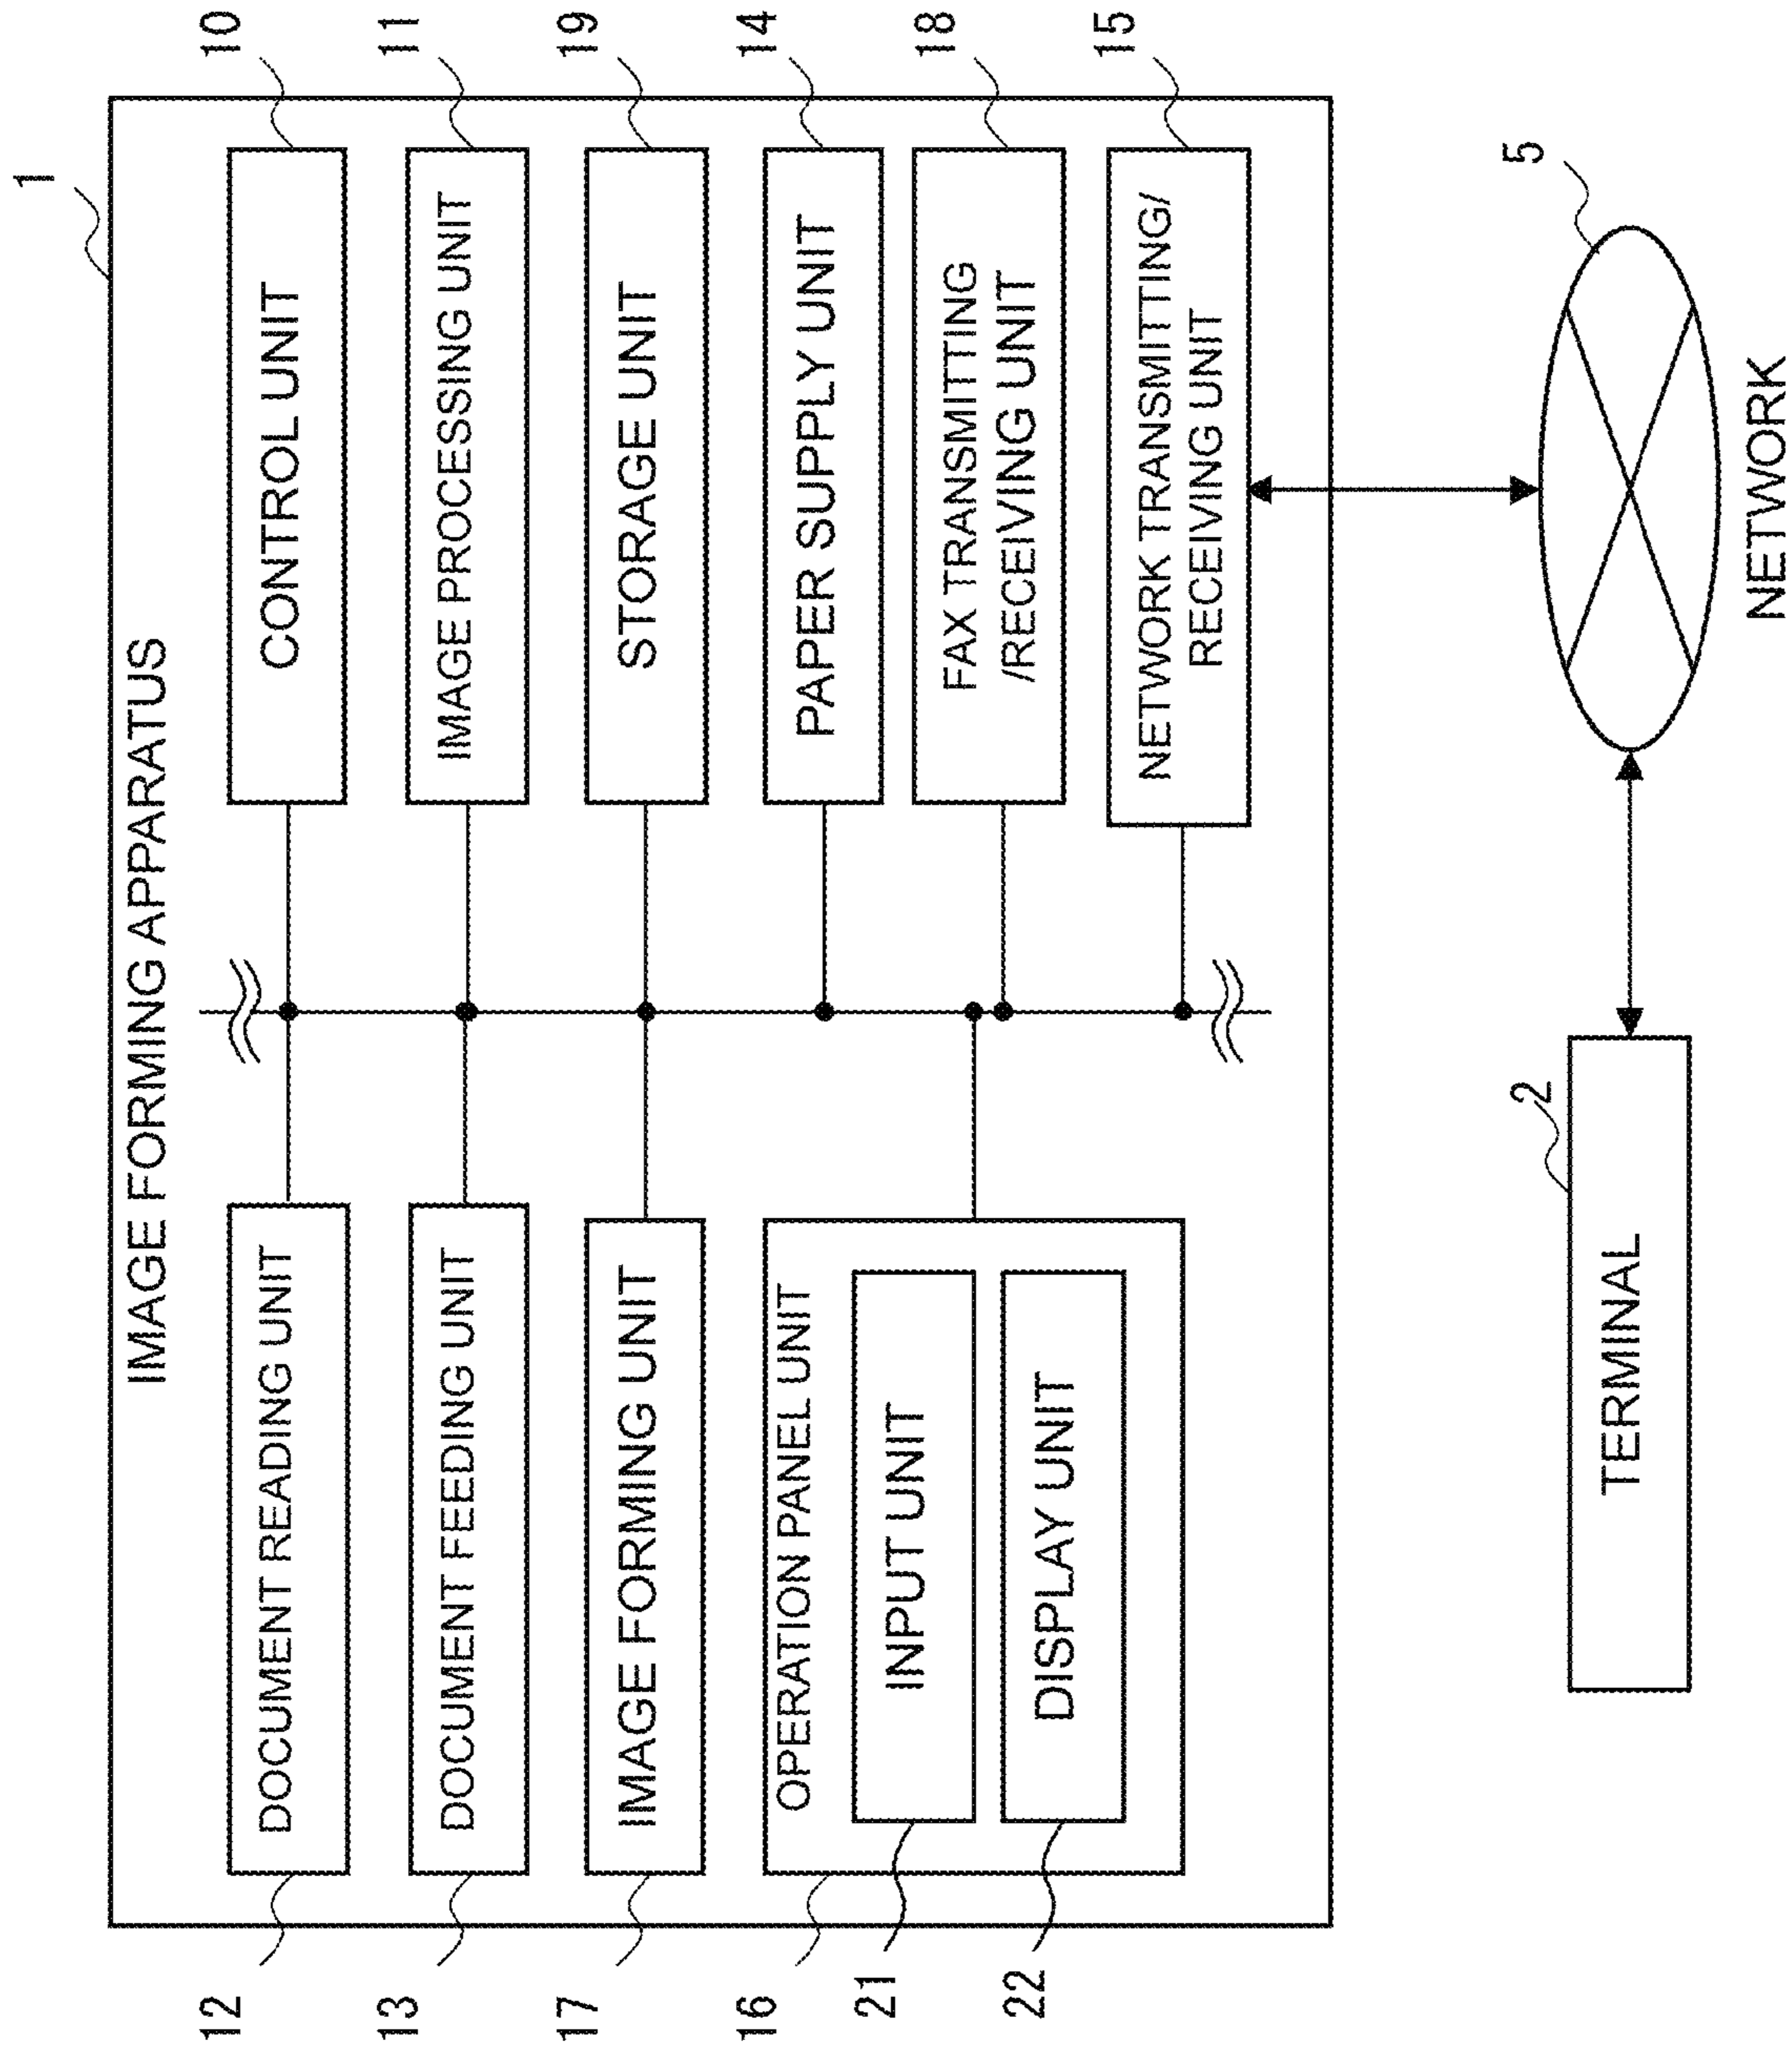 1
IMAGE FORMING APPARATUS
12
DOCUMENT READING UNIT
CONTROL UNIT
10
13
DOCUMENT FEEDING UNIT
IMAGE PROCESSING UNIT
11
17
IMAGE FORMING UNIT
STORAGE UNIT
19
16
OPERATION PANEL UNIT
PAPER SUPPLY UNIT
14
21
INPUT UNIT
FAX TRANSMITTING
/RECEIVING UNIT
18
22
DISPLAY UNIT
NETWORK TRANSMITTING/
RECEIVING UNIT
15
2
TERMINAL
5
NETWORK